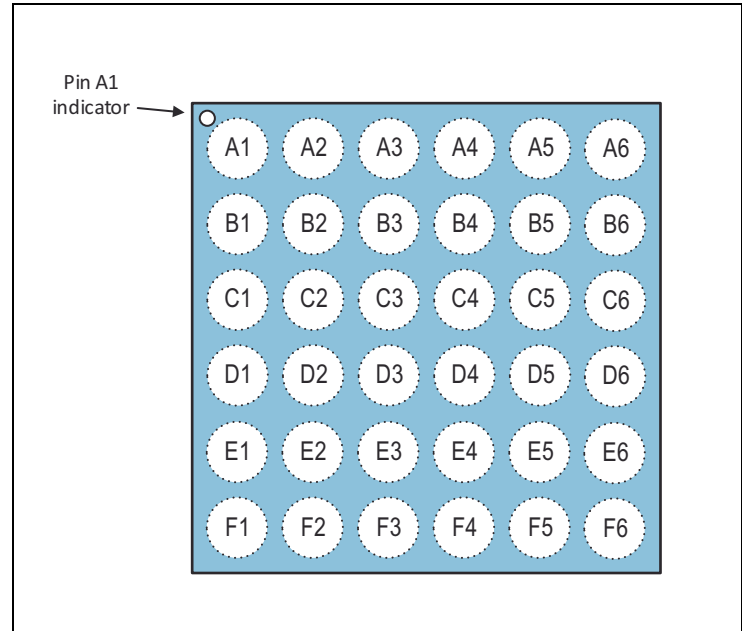 Pin A1
indicator
A1 A2 A3 A4 A5 A6
B1 B2 B3 B4 B5 B6
C1 C2 C3 C4 C5 C6
D1 D2 D3 D4 D5 D6
E1 E2 E3 E4 E5 E6
F1 F2 F3 F4 F5 F6